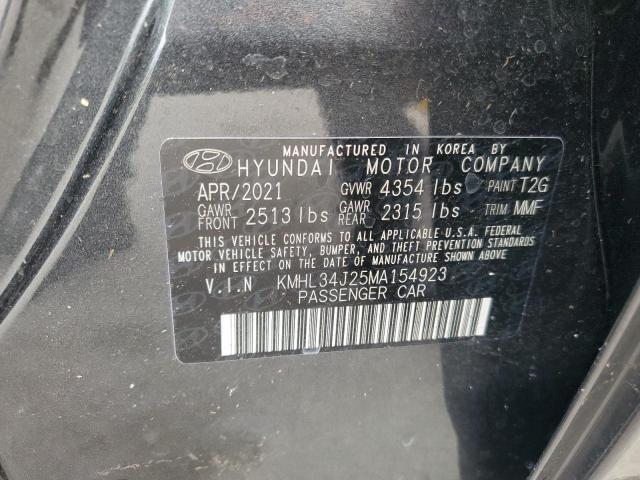 MANUFACTURED IN KOREA BY
HYUNDAI MOTOR COMPANY
APR/2021 GVWR 4354 lbs PAINT T2G
GAWR FRONT 2513 lbs GAWR REAR 2315 lbs TRIM MMF
THIS VEHICLE CONFORMS TO ALL APPLICABLE U.S.A. FEDERAL
MOTOR VEHICLE SAFETY, BUMPER, AND THEFT PREVENTION STANDARDS
IN EFFECT ON THE DATE OF MANUFACTURE SHOWN ABOVE.
V.I.N KMHL34J25MA154923
PASSENGER CAR